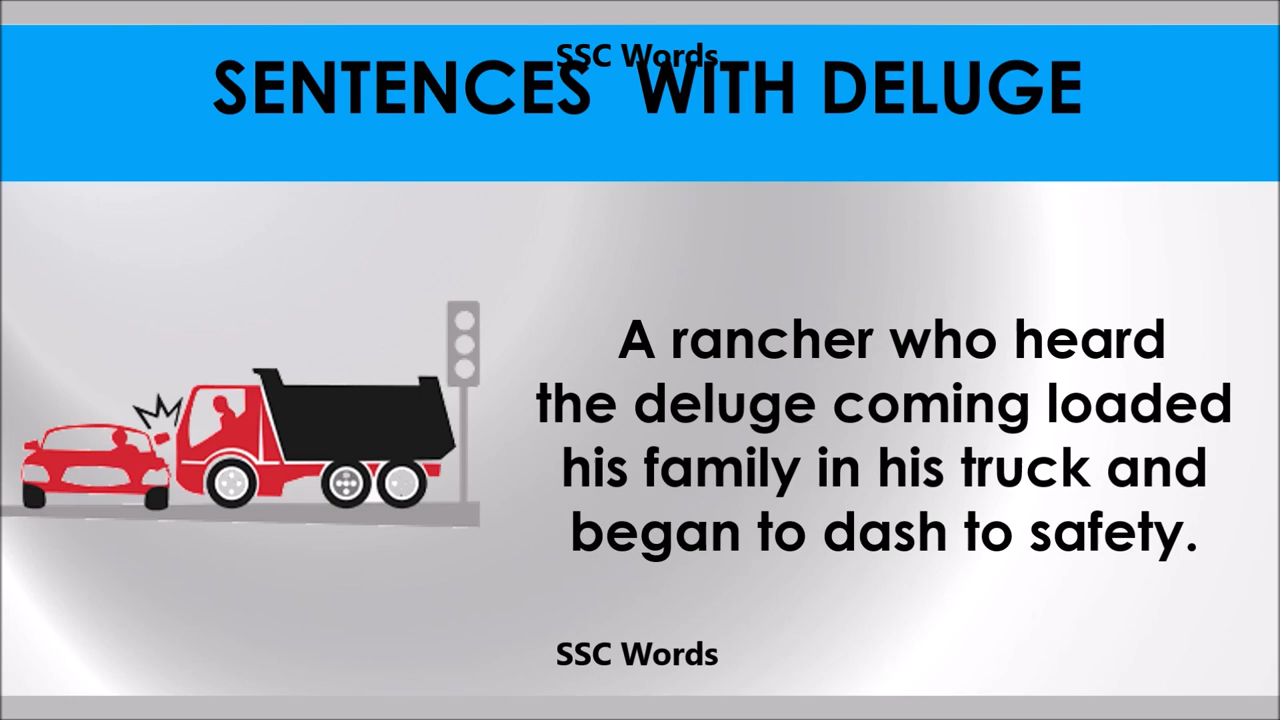 SSC Words
SENTENCES WITH DELUGE
A rancher who heard
the deluge coming loaded
his family in his truck and
began to dash to safety.
SSC Words